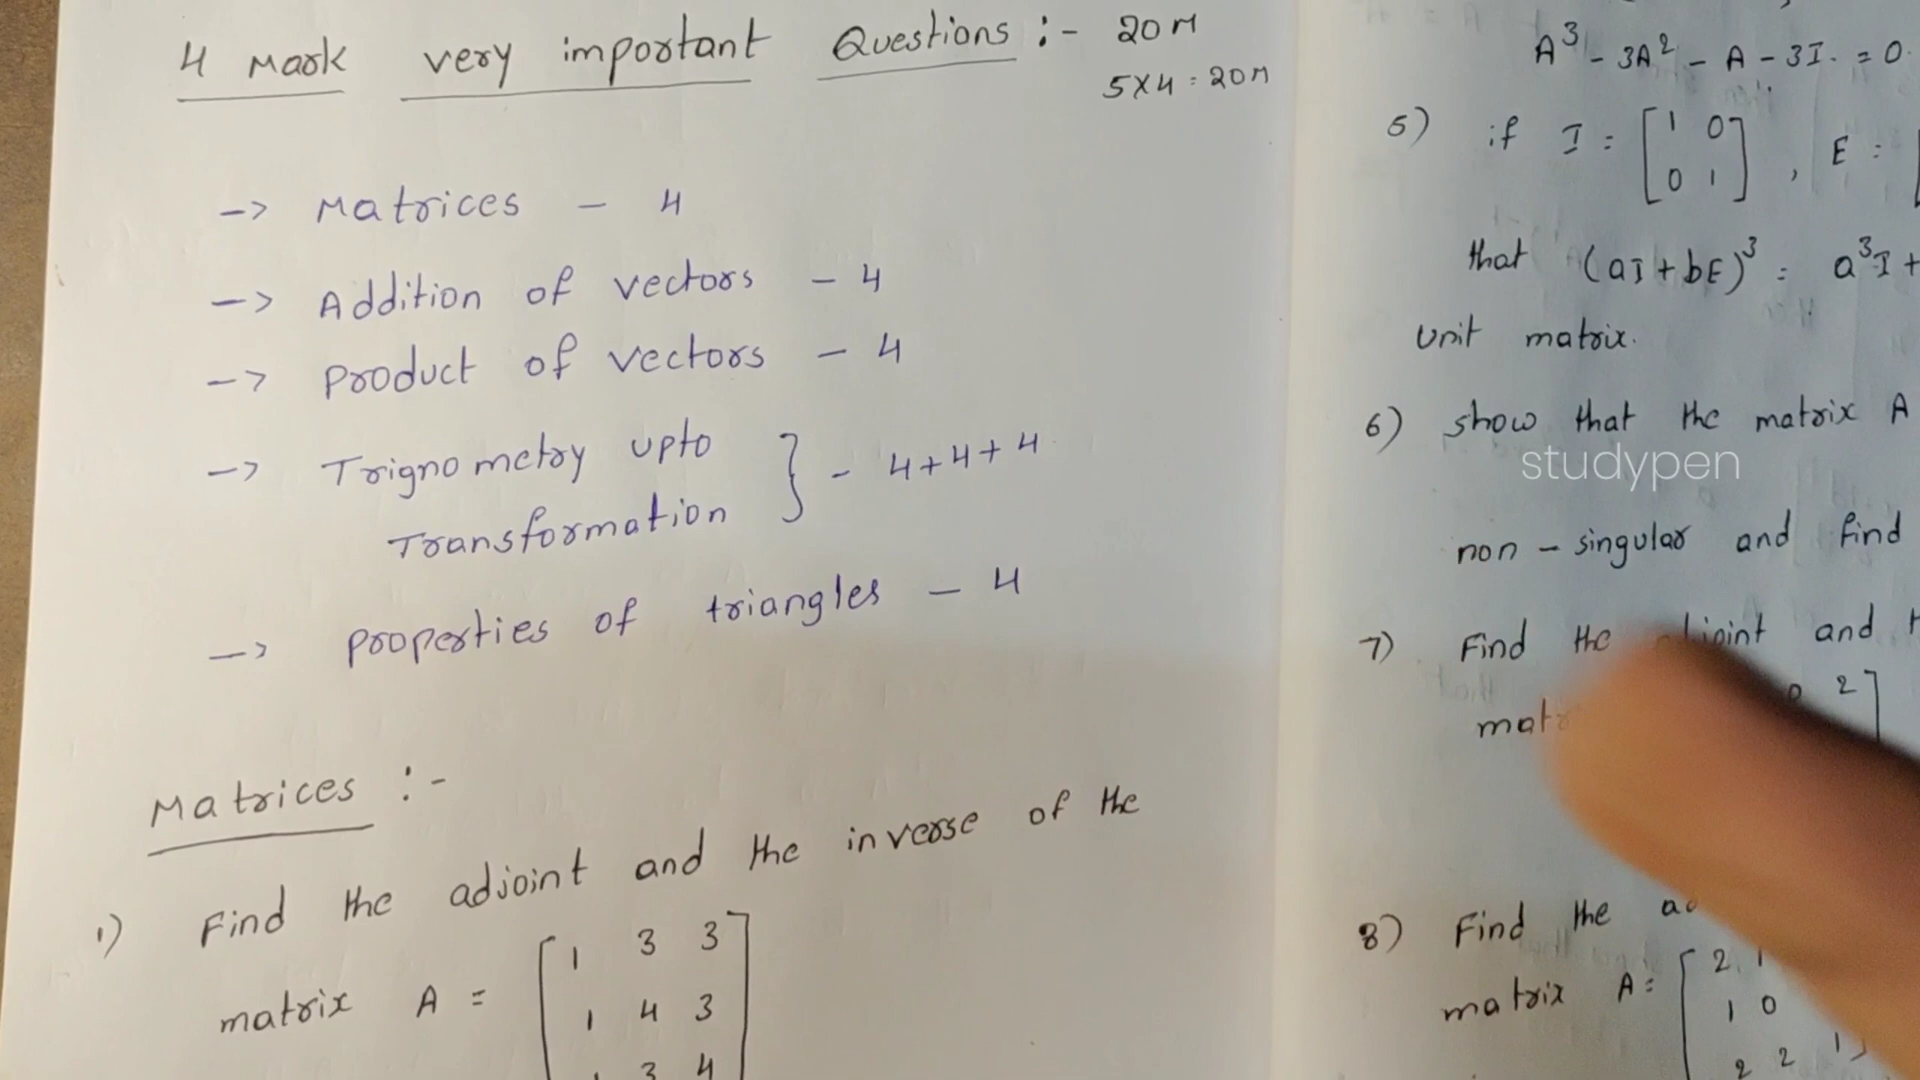 4 Mark very important Questions :- 20M
5X4 = 20M
-> Matrices - 4
-> Addition of vectors - 4
-> Product of vectors - 4
-> Trignometry upto
Transformation } - 4+4+4
-> Properties of triangles - 4
Matrices :-
1) Find the adjoint and the inverse of the
matrix A = [ 1 3 3
1 4 3
3 4
A³ - 3A² - A - 3I = 0.
5) if I = [ 1 0
0 1 ] , E =
that (aI + bE)³ = a³I +
Unit matrix.
6) show that the matrix A
studypen
non - singular and find
7) Find the and
2 ]
8) Find the
matrix A = [ 2 1
1 0
2 2 1 ]